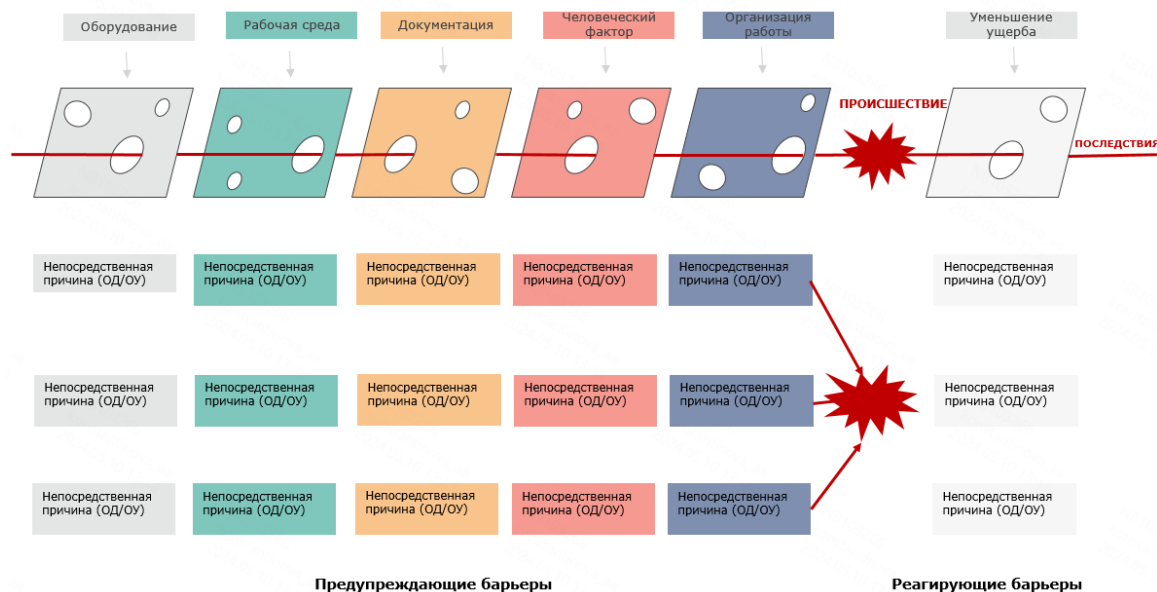 Оборудование
Рабочая среда
Документация
Человеческий
фактор
Организация
работы
Уменьшение
ущерба
ПРОИСШЕСТВИЕ
ПОСЛЕДСТВИЯ
Непосредственная
причина (ОД/ОУ)
Непосредственная
причина (ОД/ОУ)
Непосредственная
причина (ОД/ОУ)
Непосредственная
причина (ОД/ОУ)
Непосредственная
причина (ОД/ОУ)
Непосредственная
причина (ОД/ОУ)
Непосредственная
причина (ОД/ОУ)
Непосредственная
причина (ОД/ОУ)
Непосредственная
причина (ОД/ОУ)
Непосредственная
причина (ОД/ОУ)
Непосредственная
причина (ОД/ОУ)
Непосредственная
причина (ОД/ОУ)
Непосредственная
причина (ОД/ОУ)
Непосредственная
причина (ОД/ОУ)
Непосредственная
причина (ОД/ОУ)
Непосредственная
причина (ОД/ОУ)
Непосредственная
причина (ОД/ОУ)
Непосредственная
причина (ОД/ОУ)
Предупреждающие барьеры
Реагирующие барьеры